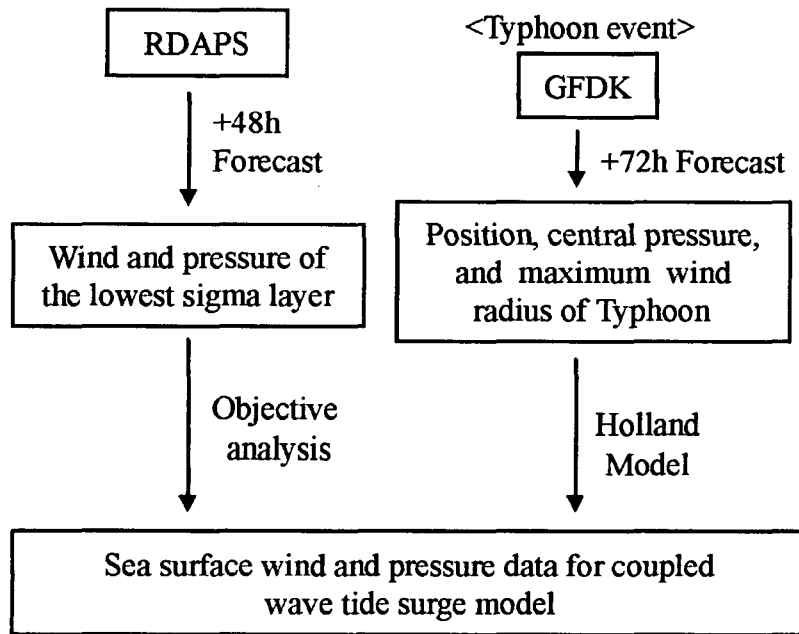 RDAPS
+48h
Forecast
Wind and pressure of
the lowest sigma layer
Objective
analysis
<Typhoon event>
GFDK
+72h Forecast
Position, central pressure,
and maximum wind
radius of Typhoon
Holland
Model
Sea surface wind and pressure data for coupled
wave tide surge model